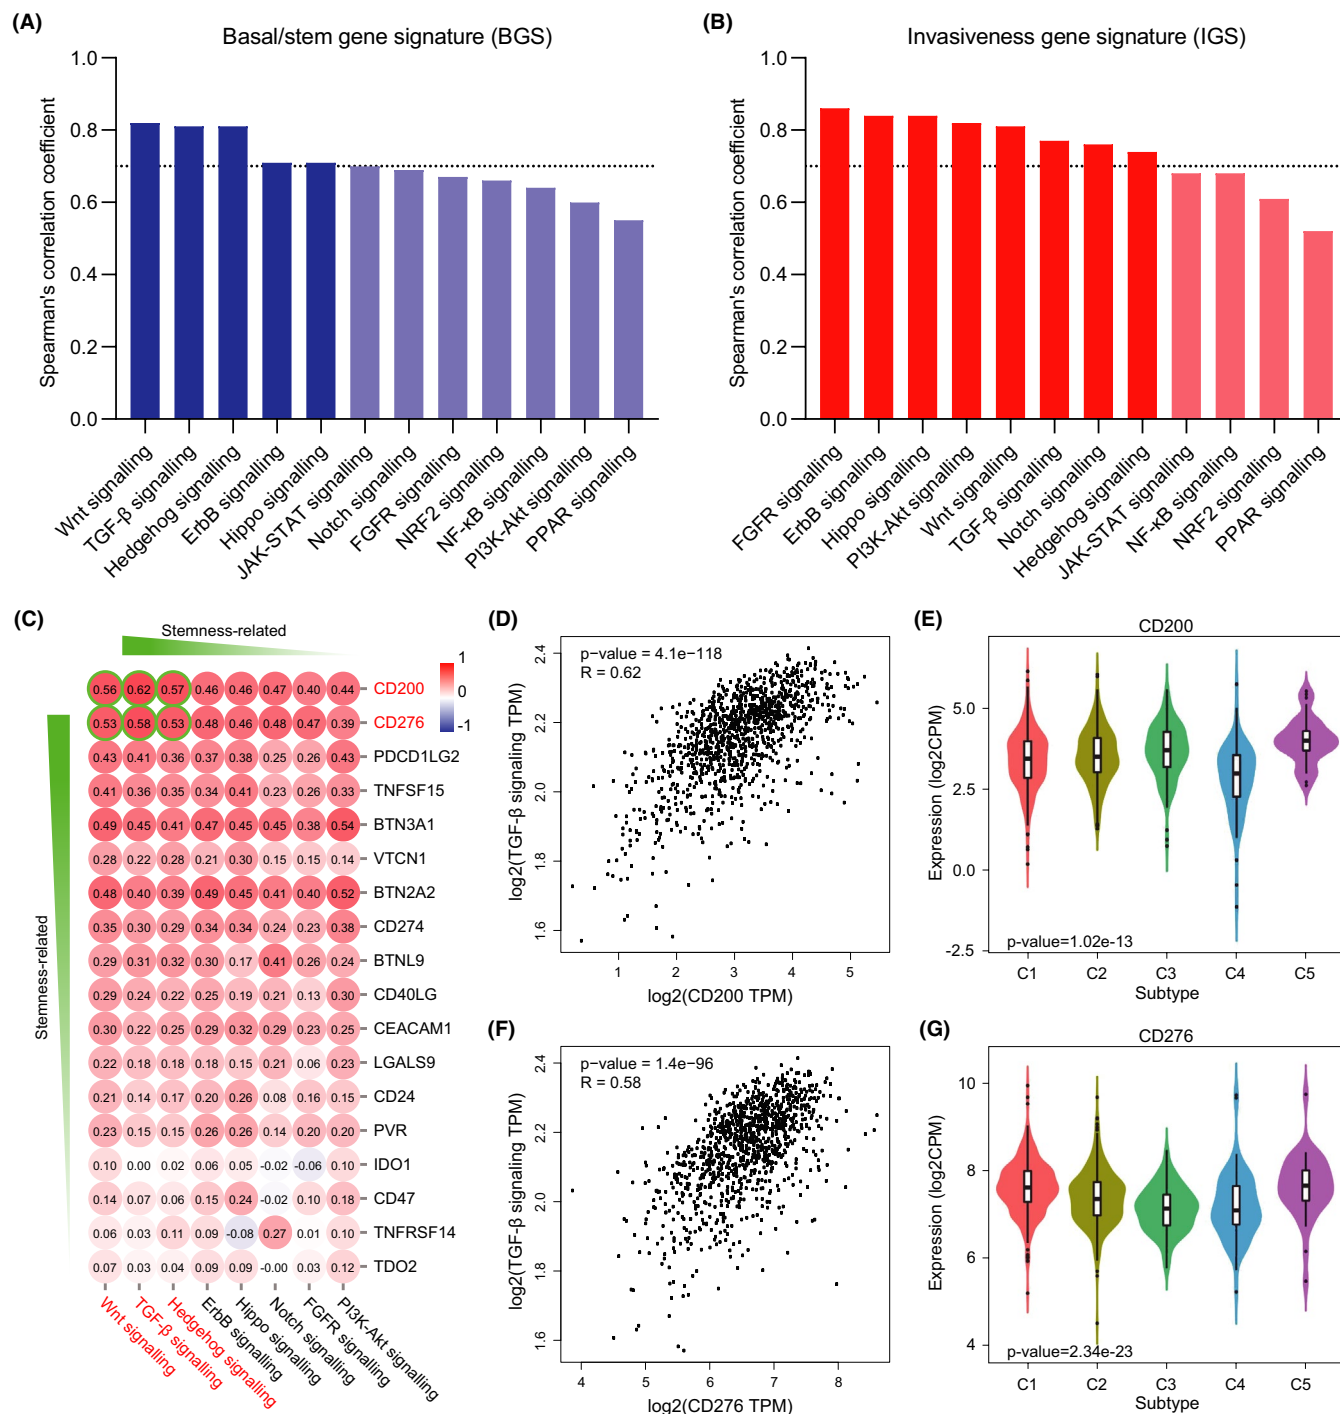 (A)
Basal/stem gene signature (BGS)
Spearman's correlation coefficient
1.0
0.8
0.6
0.4
0.2
0.0
Wnt signalling
TGF-β signalling
Hedgehog signalling
ErbB signalling
Hippo signalling
JAK-STAT signalling
Notch signalling
FGFR signalling
NRF2 signalling
NF-κB signalling
PI3K-Akt signalling
PPAR signalling
(B)
Invasiveness gene signature (IGS)
Spearman's correlation coefficient
1.0
0.8
0.6
0.4
0.2
0.0
FGFR signalling
ErbB signalling
Hippo signalling
PI3K-Akt signalling
Wnt signalling
TGF-β signalling
Notch signalling
Hedgehog signalling
JAK-STAT signalling
NF-κB signalling
NRF2 signalling
PPAR signalling
(C)
Stemness-related
Stemness-related
1
0
-1
0.56 0.62 0.57 0.46 0.46 0.47 0.40 0.44 CD200
0.53 0.58 0.53 0.48 0.46 0.48 0.47 0.39 CD276
0.43 0.41 0.36 0.37 0.38 0.25 0.26 0.43 PDCD1LG2
0.41 0.36 0.35 0.34 0.41 0.23 0.26 0.33 TNFSF15
0.49 0.45 0.41 0.47 0.45 0.45 0.38 0.54 BTN3A1
0.28 0.22 0.28 0.21 0.30 0.15 0.15 0.14 VTCN1
0.48 0.40 0.39 0.49 0.45 0.41 0.40 0.52 BTN2A2
0.35 0.30 0.29 0.34 0.34 0.24 0.23 0.38 CD274
0.29 0.31 0.32 0.30 0.17 0.41 0.26 0.24 BTNL9
0.29 0.24 0.22 0.25 0.19 0.21 0.13 0.30 CD40LG
0.30 0.22 0.25 0.29 0.32 0.29 0.23 0.25 CEACAM1
0.22 0.18 0.18 0.18 0.15 0.21 0.06 0.23 LGALS9
0.21 0.14 0.17 0.20 0.26 0.08 0.16 0.15 CD24
0.23 0.15 0.15 0.26 0.26 0.14 0.20 0.20 PVR
0.10 0.00 0.02 0.06 0.05 -0.02 -0.06 0.10 IDO1
0.14 0.07 0.06 0.15 0.24 -0.02 0.10 0.18 CD47
0.06 0.03 0.11 0.09 -0.08 0.27 0.01 0.10 TNFRSF14
0.07 0.03 0.04 0.09 0.09 -0.00 0.03 0.12 TDO2
Wnt signalling
TGF-β signalling
Hedgehog signalling
ErbB signalling
Hippo signalling
Notch signalling
FGFR signalling
PI3K-Akt signalling
(D)
p-value = 4.1e-118
R = 0.62
log2(TGF-β signaling TPM)
2.4
2.2
2.0
1.8
1.6
1 2 3 4 5
log2(CD200 TPM)
(E)
CD200
Expression (log2CPM)
5.0
2.5
0.0
-2.5
p-value=1.02e-13
C1 C2 C3 C4 C5
Subtype
(F)
p-value = 1.4e-96
R = 0.58
log2(TGF-β signaling TPM)
2.4
2.2
2.0
1.8
1.6
4 5 6 7 8
log2(CD276 TPM)
(G)
CD276
Expression (log2CPM)
10
8
6
4
p-value=2.34e-23
C1 C2 C3 C4 C5
Subtype